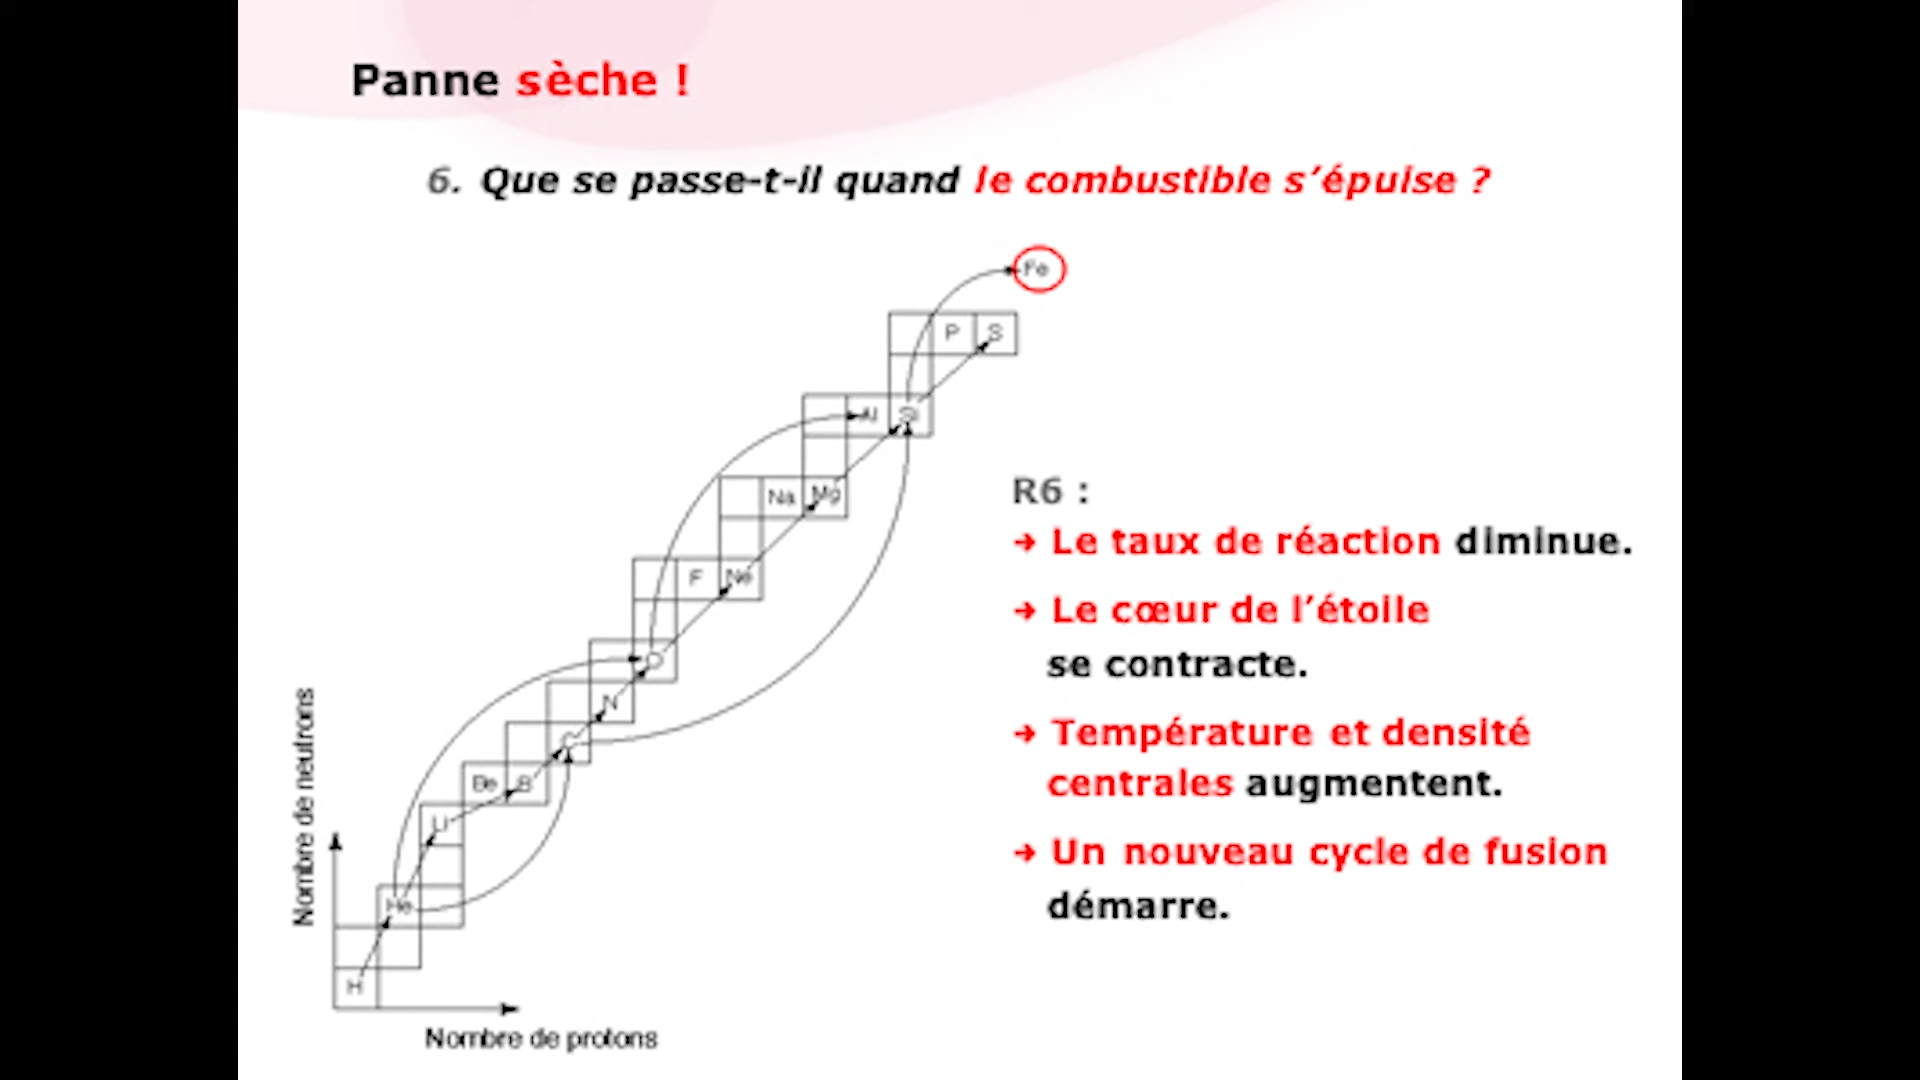 Panne sèche !
6. Que se passe-t-il quand le combustible s'épuise ?
Fe
P S
Al Si
Na Mg
F Ne
O
N
C
Be B
Li
He
H
Nombre de neutrons
Nombre de protons
R6 :
→ Le taux de réaction diminue.
→ Le cœur de l'étoile
se contracte.
→ Température et densité
centrales augmentent.
→ Un nouveau cycle de fusion
démarre.